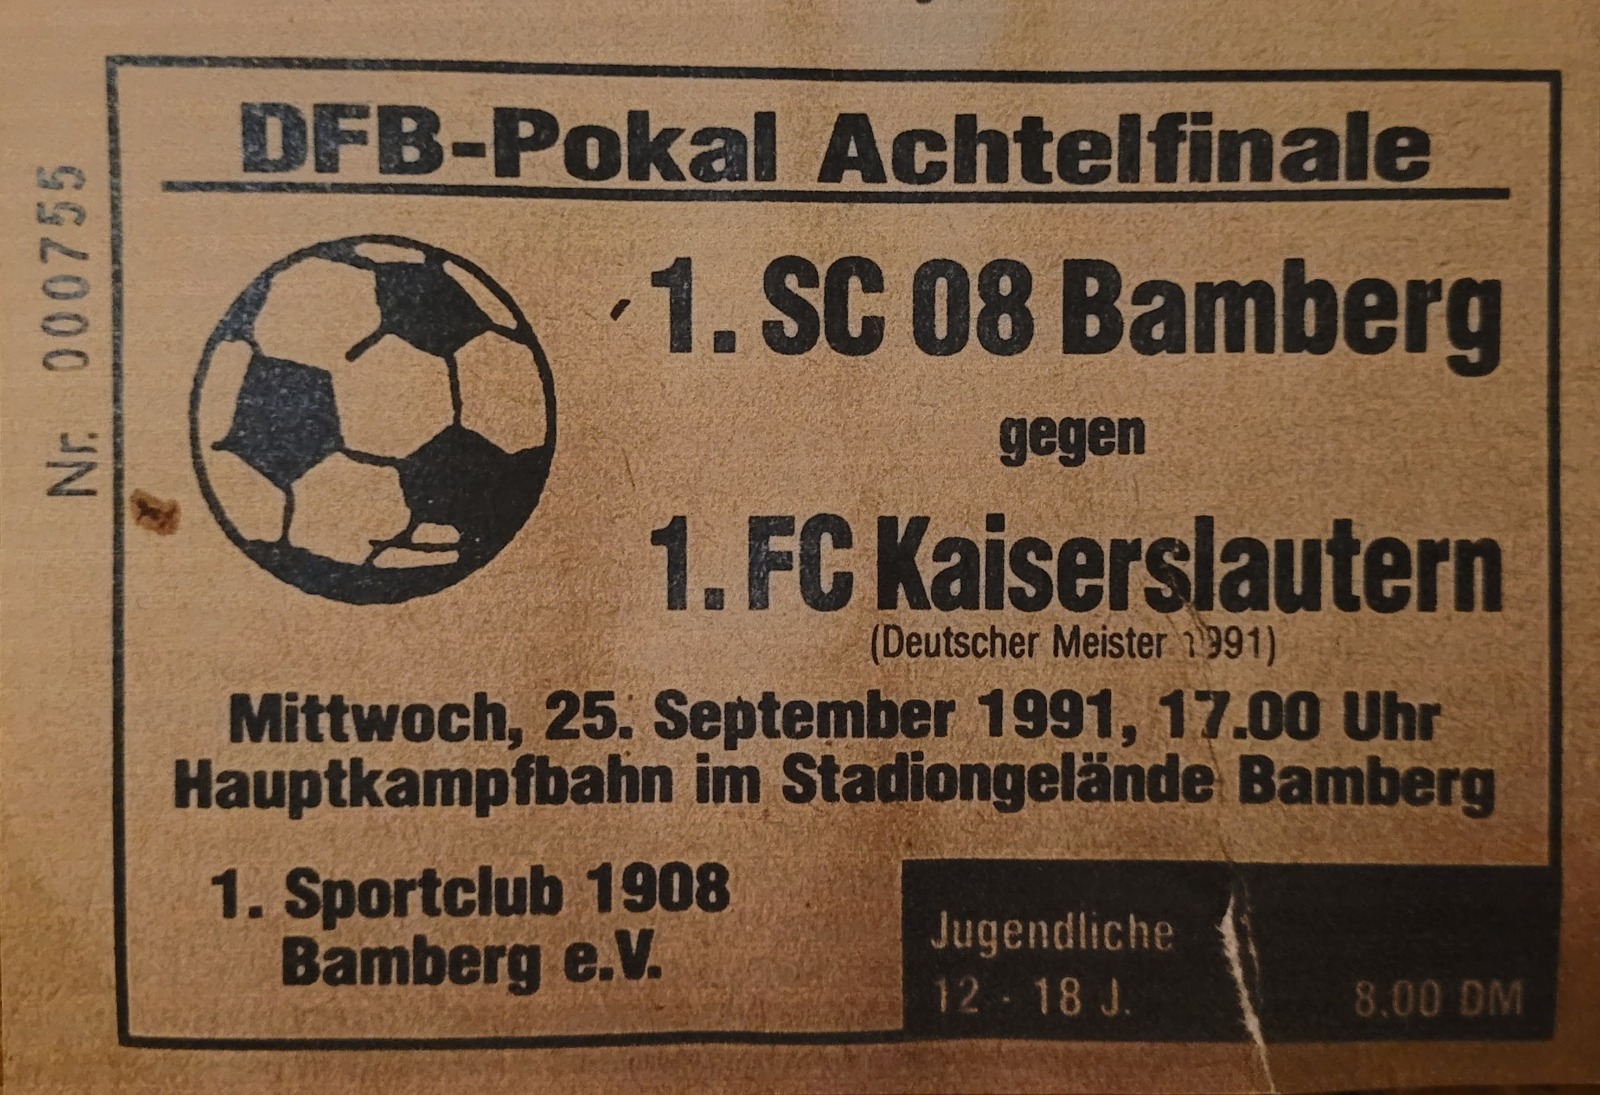 Nr. 000755
DFB-Pokal Achtelfinale
1. SC 08 Bamberg
gegen
1. FC Kaiserslautern
(Deutscher Meister 1991)
Mittwoch, 25. September 1991, 17.00 Uhr
Hauptkampfbahn im Stadiongelände Bamberg
1. Sportclub 1908
Bamberg e.V.
Jugendliche
12 - 18 J. 8.00 DM